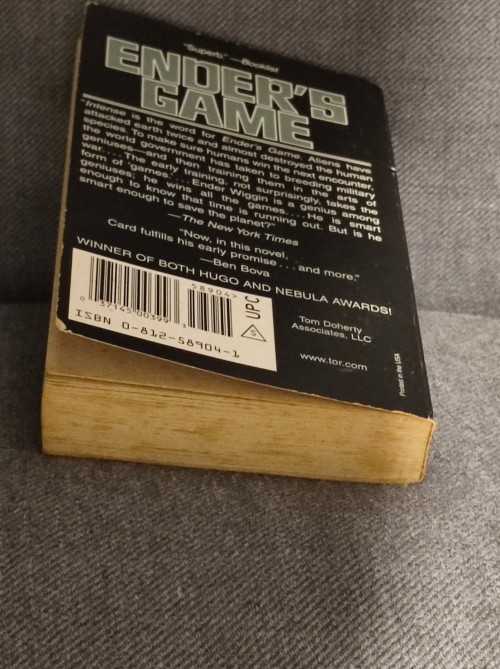 "Superb." —Booklist
ENDER'S
GAME
"Intense is the word for Ender's Game. Aliens have
attacked earth twice and almost destroyed the human
species. To make sure humans win the next encounter,
the world government has taken to breeding military
geniuses—and then training them in the arts of
war.... The early training, not surprisingly, takes the
form of 'games'.... Ender Wiggin is a genius among
geniuses; he wins all the games.... He is smart
enough to know that time is running out. But is he
smart enough to save the planet?"
—The New York Times
"Now, in this novel,
Card fulfills his early promise...and more."
—Ben Bova
WINNER OF BOTH HUGO AND NEBULA AWARDS!
58904>
0 37145 00399 3
UPC
S
ISBN 0-812-58904-1
Tom Doherty
Associates, LLC
www.tor.com
Printed in the USA